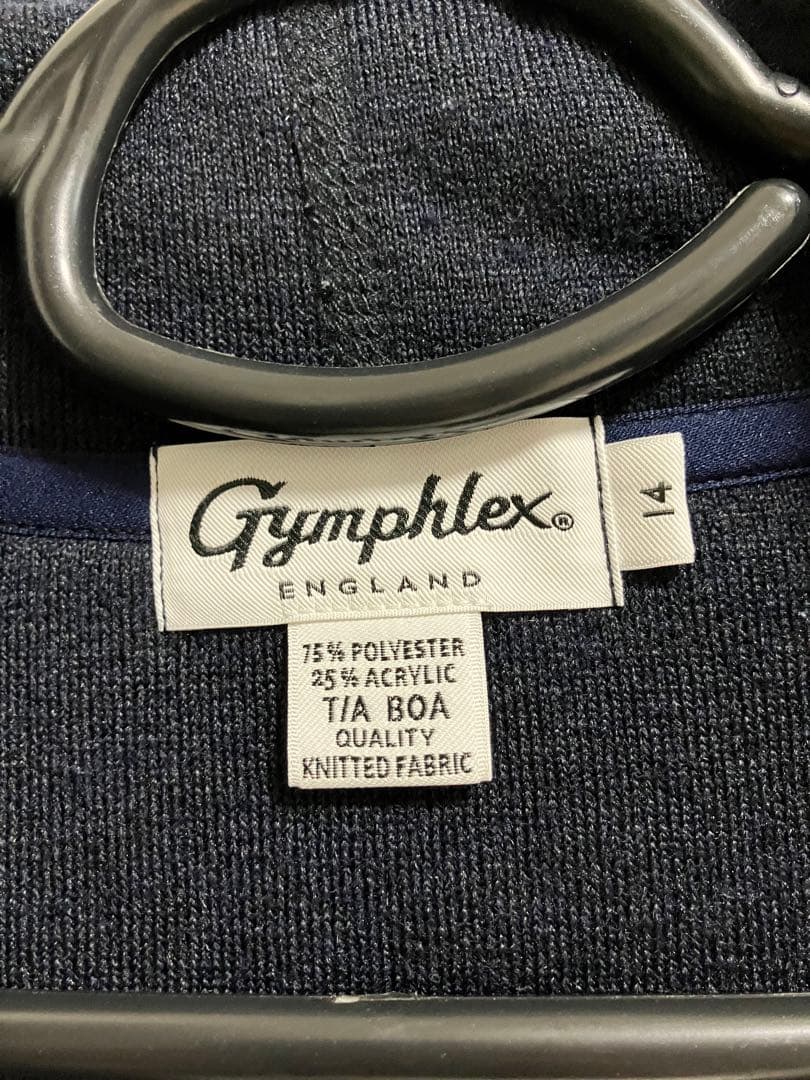 Gymphlex®
ENGLAND
14
75% POLYESTER
25% ACRYLIC
T/A BOA
QUALITY
KNITTED FABRIC